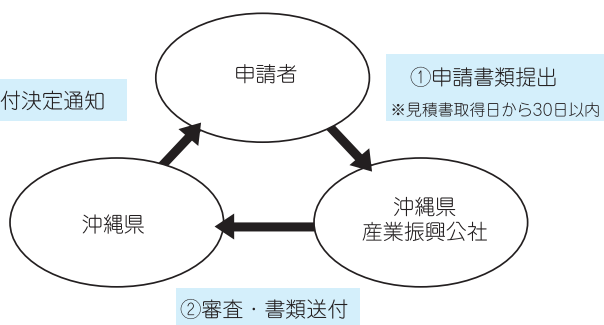 申請者
①申請書類提出
※見積書取得日から30日以内
付決定通知
沖縄県
沖縄県
産業振興公社
②審査・書類送付